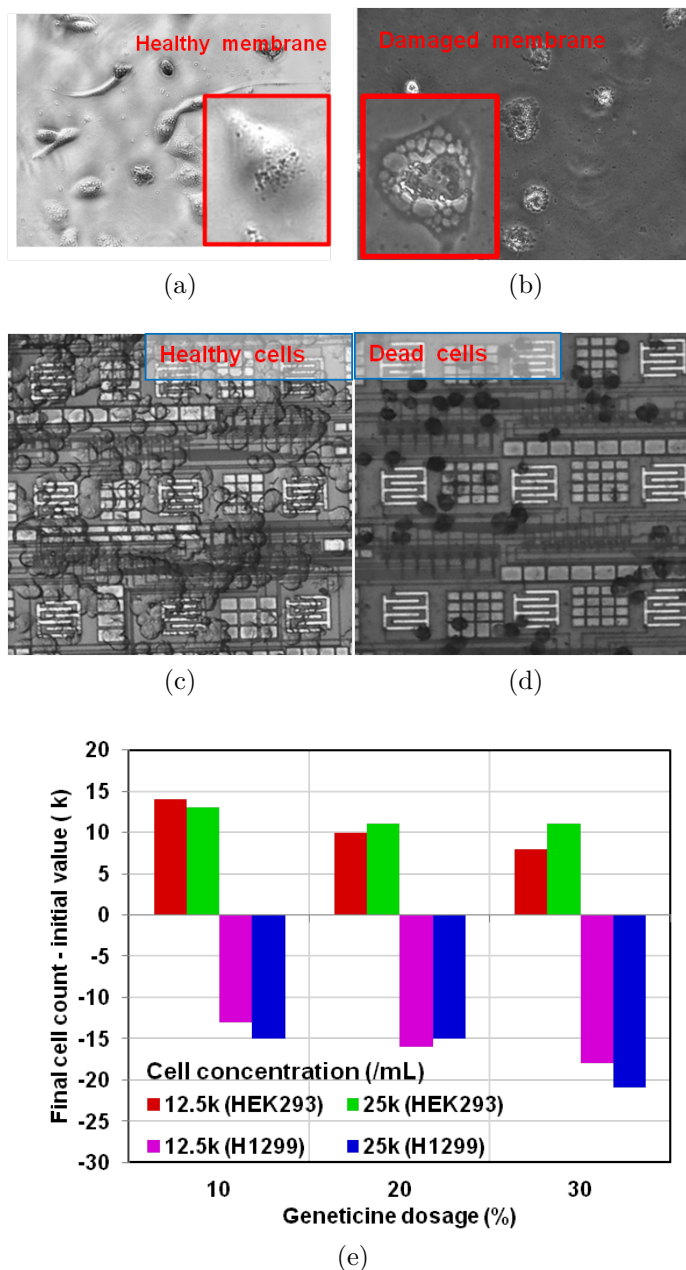 Healthy membrane
Damaged membrane
(a)
(b)
Healthy cells
Dead cells
(c)
(d)
20
15
10
5
0
-5
-10
-15
-20
-25
-30
Final cell count - initial value ( k)
Cell concentration (/mL)
12.5k (HEK293)
25k (HEK293)
12.5k (H1299)
25k (H1299)
10
20
30
Geneticine dosage (%)
(e)